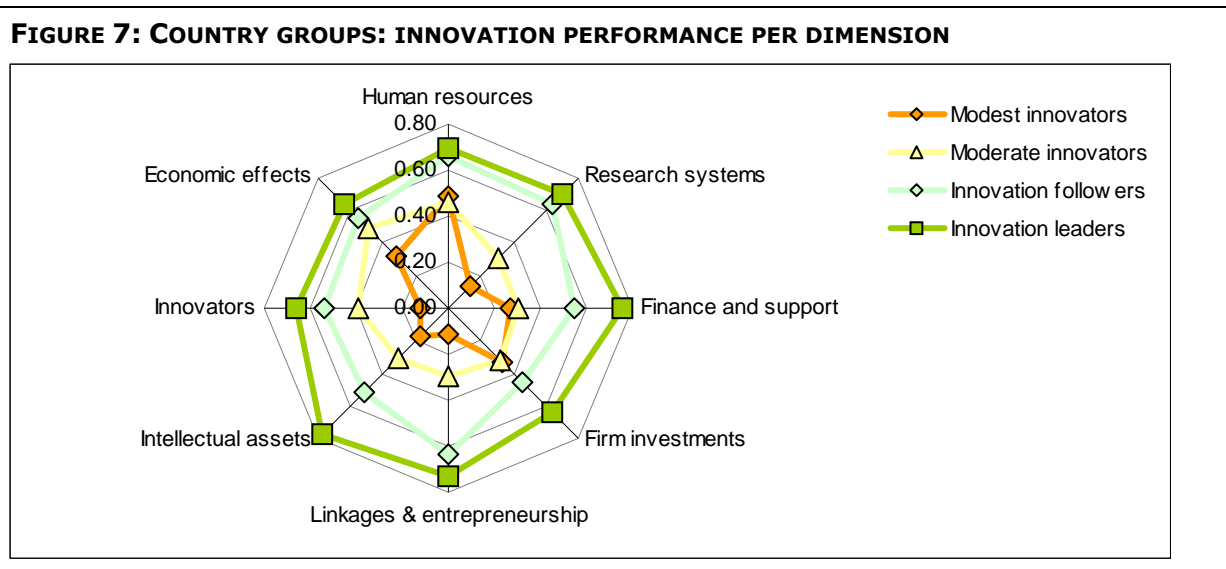 FIGURE 7: COUNTRY GROUPS: INNOVATION PERFORMANCE PER DIMENSION
Human resources
0.80
0.60
0.40
0.20
0.00
Research systems
Finance and support
Firm investments
Linkages & entrepreneurship
Intellectual assets
Innovators
Economic effects
Modest innovators
Moderate innovators
Innovation follow ers
Innovation leaders